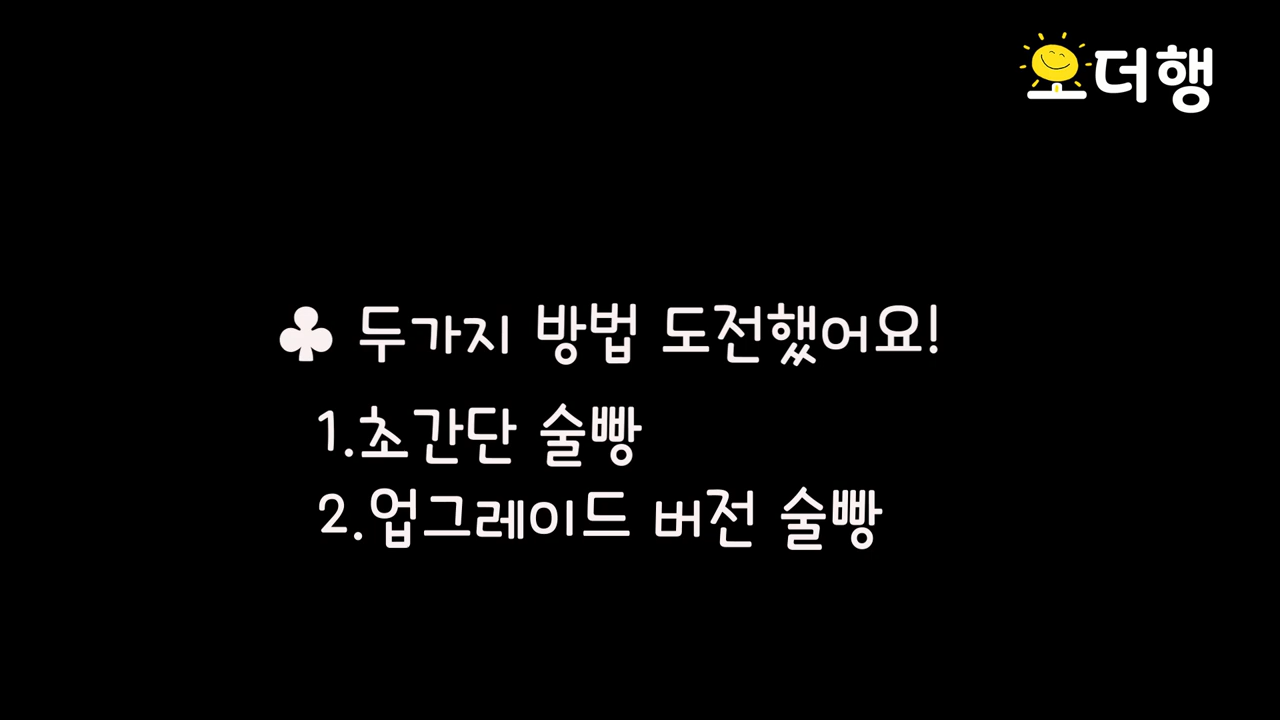 오더행
♣ 두가지 방법 도전했어요!
1.초간단 술빵
2.업그레이드 버전 술빵